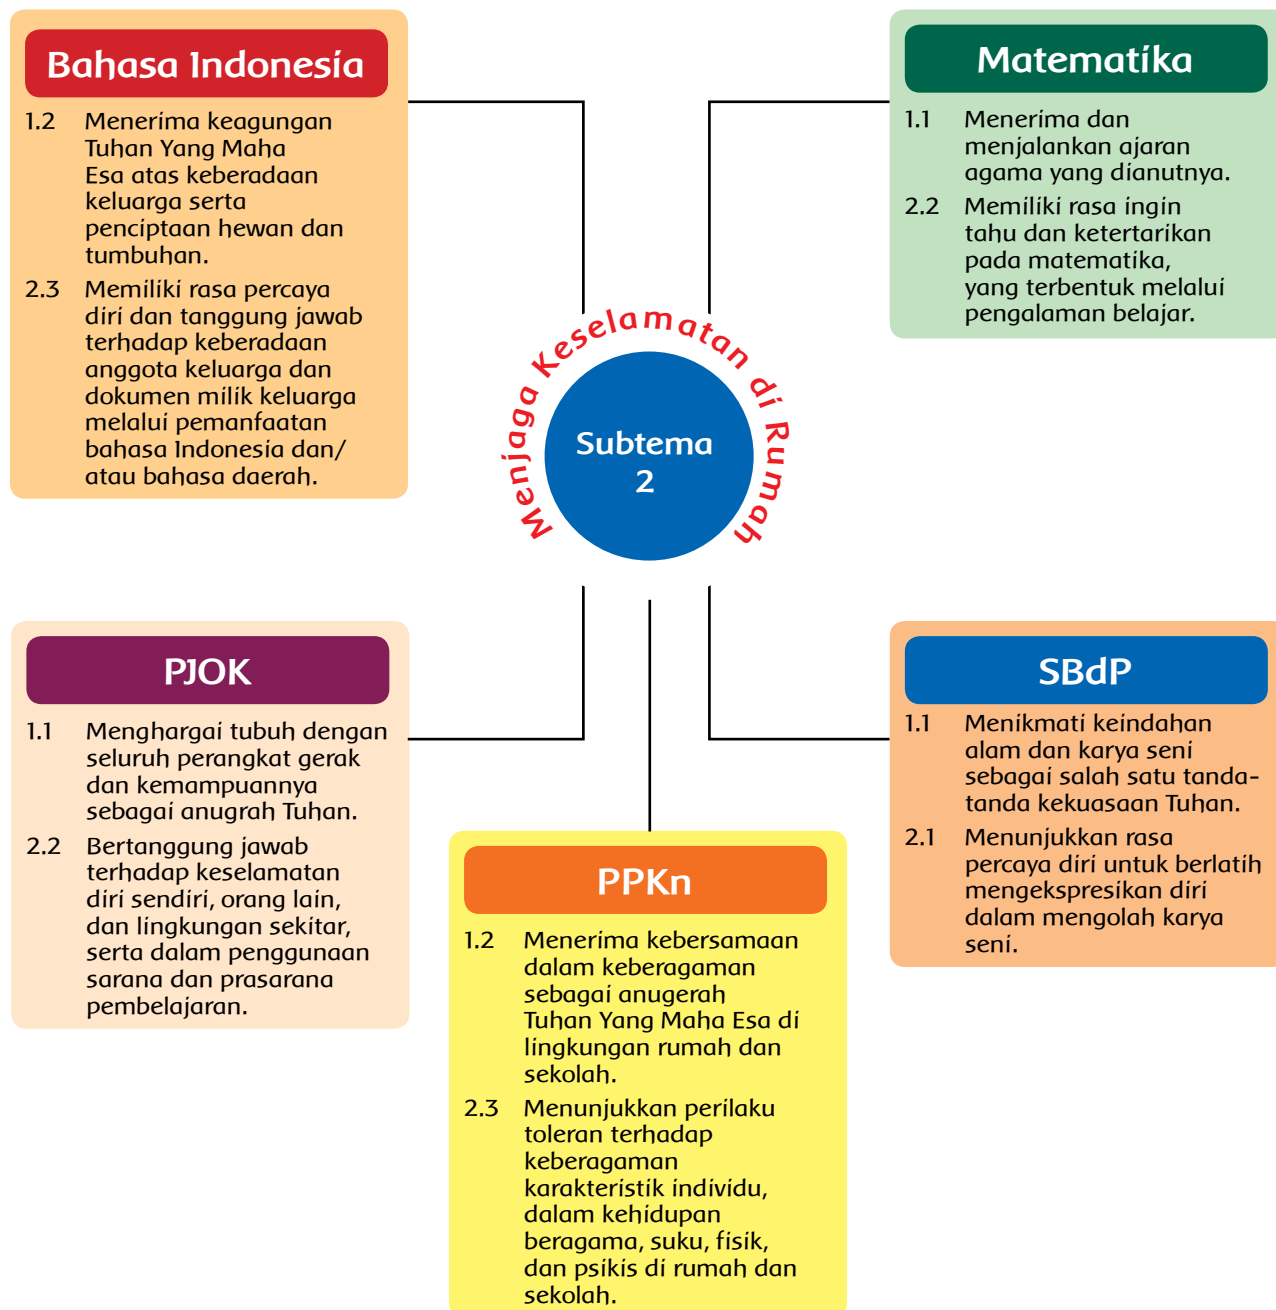 Bahasa Indonesia
1.2 Menerima keagungan
Tuhan Yang Maha
Esa atas keberadaan
keluarga serta
penciptaan hewan dan
tumbuhan.
2.3 Memiliki rasa percaya
diri dan tanggung jawab
terhadap keberadaan
anggota keluarga dan
dokumen milik keluarga
melalui pemanfaatan
bahasa Indonesia dan/
atau bahasa daerah.
Matematika
1.1 Menerima dan
menjalankan ajaran
agama yang dianutnya.
2.2 Memiliki rasa ingin
tahu dan ketertarikan
pada matematika,
yang terbentuk melalui
pengalaman belajar.
Menjaga Keselamatan di Rumah
Subtema
2
PJOK
1.1 Menghargai tubuh dengan
seluruh perangkat gerak
dan kemampuannya
sebagai anugrah Tuhan.
2.2 Bertanggung jawab
terhadap keselamatan
diri sendiri, orang lain,
dan lingkungan sekitar,
serta dalam penggunaan
sarana dan prasarana
pembelajaran.
PPKn
1.2 Menerima kebersamaan
dalam keberagaman
sebagai anugerah
Tuhan Yang Maha Esa di
lingkungan rumah dan
sekolah.
2.3 Menunjukkan perilaku
toleran terhadap
keberagaman
karakteristik individu,
dalam kehidupan
beragama, suku, fisik,
dan psikis di rumah dan
sekolah.
SBdP
1.1 Menikmati keindahan
alam dan karya seni
sebagai salah satu tanda-
tanda kekuasaan Tuhan.
2.1 Menunjukkan rasa
percaya diri untuk berlatih
mengekspresikan diri
dalam mengolah karya
seni.